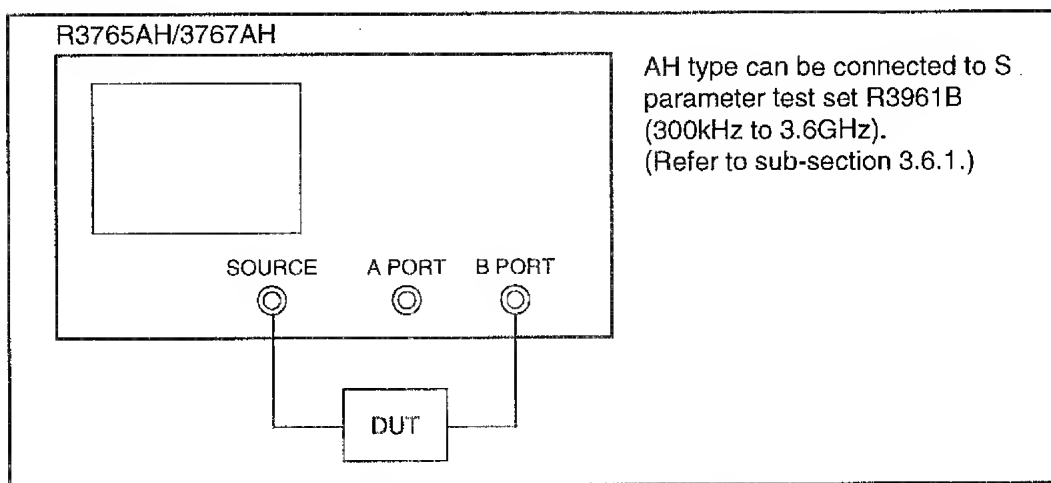 R3765AH/3767AH
AH type can be connected to S
parameter test set R3961B
(300kHz to 3.6GHz).
(Refer to sub-section 3.6.1.)
SOURCE A PORT B PORT
DUT